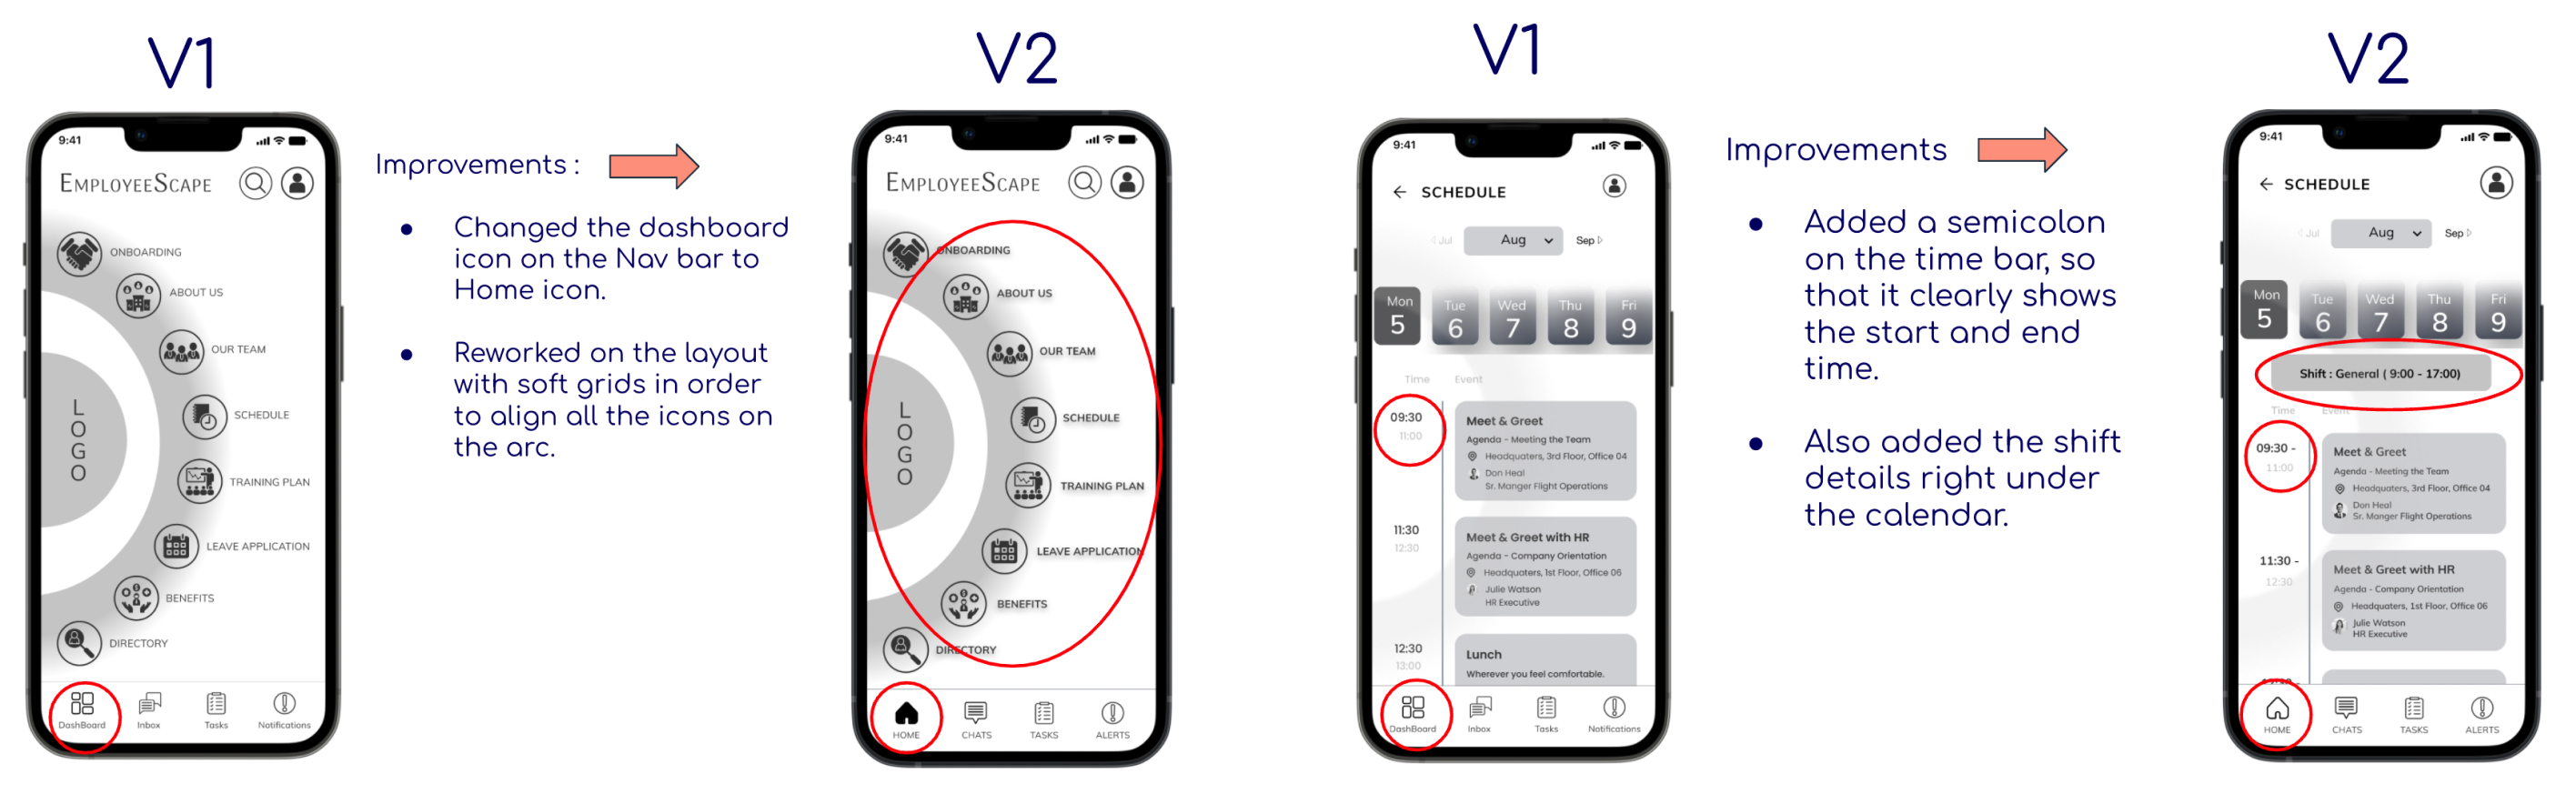 V1
9:41
EMPLOYEESCAPE
ONBOARDING
ABOUT US
OUR TEAM
SCHEDULE
TRAINING PLAN
LEAVE APPLICATION
BENEFITS
DIRECTORY
L
O
G
O
DashBoard
Inbox
Tasks
Notifications
Improvements :
● Changed the dashboard
icon on the Nav bar to
Home icon.
● Reworked on the layout
with soft grids in order
to align all the icons on
the arc.
V2
9:41
EMPLOYEESCAPE
ONBOARDING
ABOUT US
OUR TEAM
SCHEDULE
TRAINING PLAN
LEAVE APPLICATION
BENEFITS
DIRECTORY
L
O
G
O
HOME
CHATS
TASKS
ALERTS
V1
9:41
← SCHEDULE
Jul
Aug
Sep
Mon Tue Wed Thu Fri
5 6 7 8 9
Time Event
09:30
11:00
Meet & Greet
Agenda - Meeting the Team
Headquaters, 3rd Floor, Office 04
Don Heal
Sr. Manger Flight Operations
11:30
12:30
Meet & Greet with HR
Agenda - Company Orientation
Headquaters, 1st Floor, Office 06
Julie Watson
HR Executive
12:30
13:00
Lunch
Wherever you feel comfortable.
DashBoard
Inbox
Tasks
Notifications
Improvements
● Added a semicolon
on the time bar, so
that it clearly shows
the start and end
time.
● Also added the shift
details right under
the calendar.
V2
9:41
← SCHEDULE
Jul
Aug
Sep
Mon Tue Wed Thu Fri
5 6 7 8 9
Shift : General ( 9:00 - 17:00)
Time Event
09:30 -
11:00
Meet & Greet
Agenda - Meeting the Team
Headquaters, 3rd Floor, Office 04
Don Heal
Sr. Manger Flight Operations
11:30 -
12:30
Meet & Greet with HR
Agenda - Company Orientation
Headquaters, 1st Floor, Office 06
Julie Watson
HR Executive
HOME
CHATS
TASKS
ALERTS